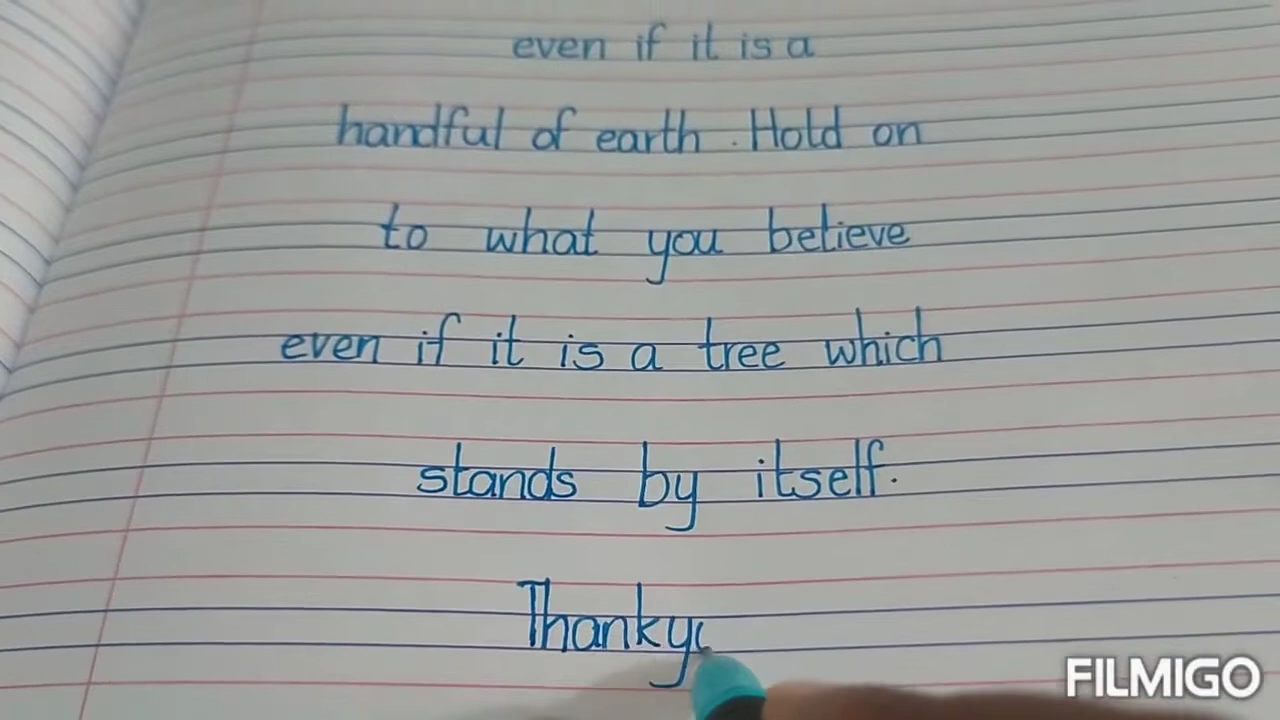 even if it is a
handful of earth. Hold on
to what you believe
even if it is a tree which
stands by itself.
Thankyo
FILMIGO